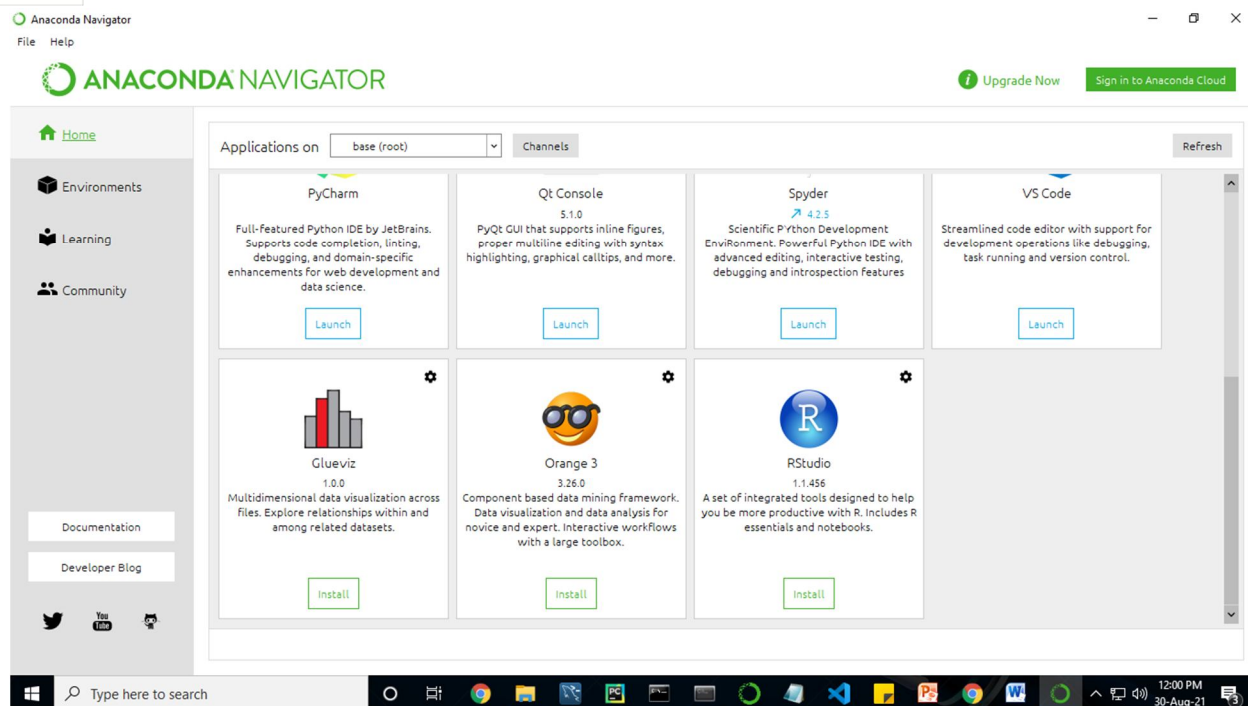 Anaconda Navigator
File Help
ANACONDA NAVIGATOR
i Upgrade Now
Sign in to Anaconda Cloud
Home
Environments
Learning
Community
Documentation
Developer Blog
You
Tube
Applications on base (root) Channels Refresh
PyCharm
Full-featured Python IDE by JetBrains.
Supports code completion, linting,
debugging, and domain-specific
enhancements for web development and
data science.
Launch
Qt Console
5.1.0
PyQt GUI that supports inline figures,
proper multiline editing with syntax
highlighting, graphical calltips, and more.
Launch
Spyder
4.2.5
Scientific PYthon Development
EnviRonment. Powerful Python IDE with
advanced editing, interactive testing,
debugging and introspection features
Launch
VS Code
Streamlined code editor with support for
development operations like debugging,
task running and version control.
Launch
Glueviz
1.0.0
Multidimensional data visualization across
files. Explore relationships within and
among related datasets.
Install
Orange 3
3.26.0
Component based data mining framework.
Data visualization and data analysis for
novice and expert. Interactive workflows
with a large toolbox.
Install
R
RStudio
1.1.456
A set of integrated tools designed to help
you be more productive with R. Includes R
essentials and notebooks.
Install
Type here to search
PC
P
W
12:00 PM
30-Aug-21
3